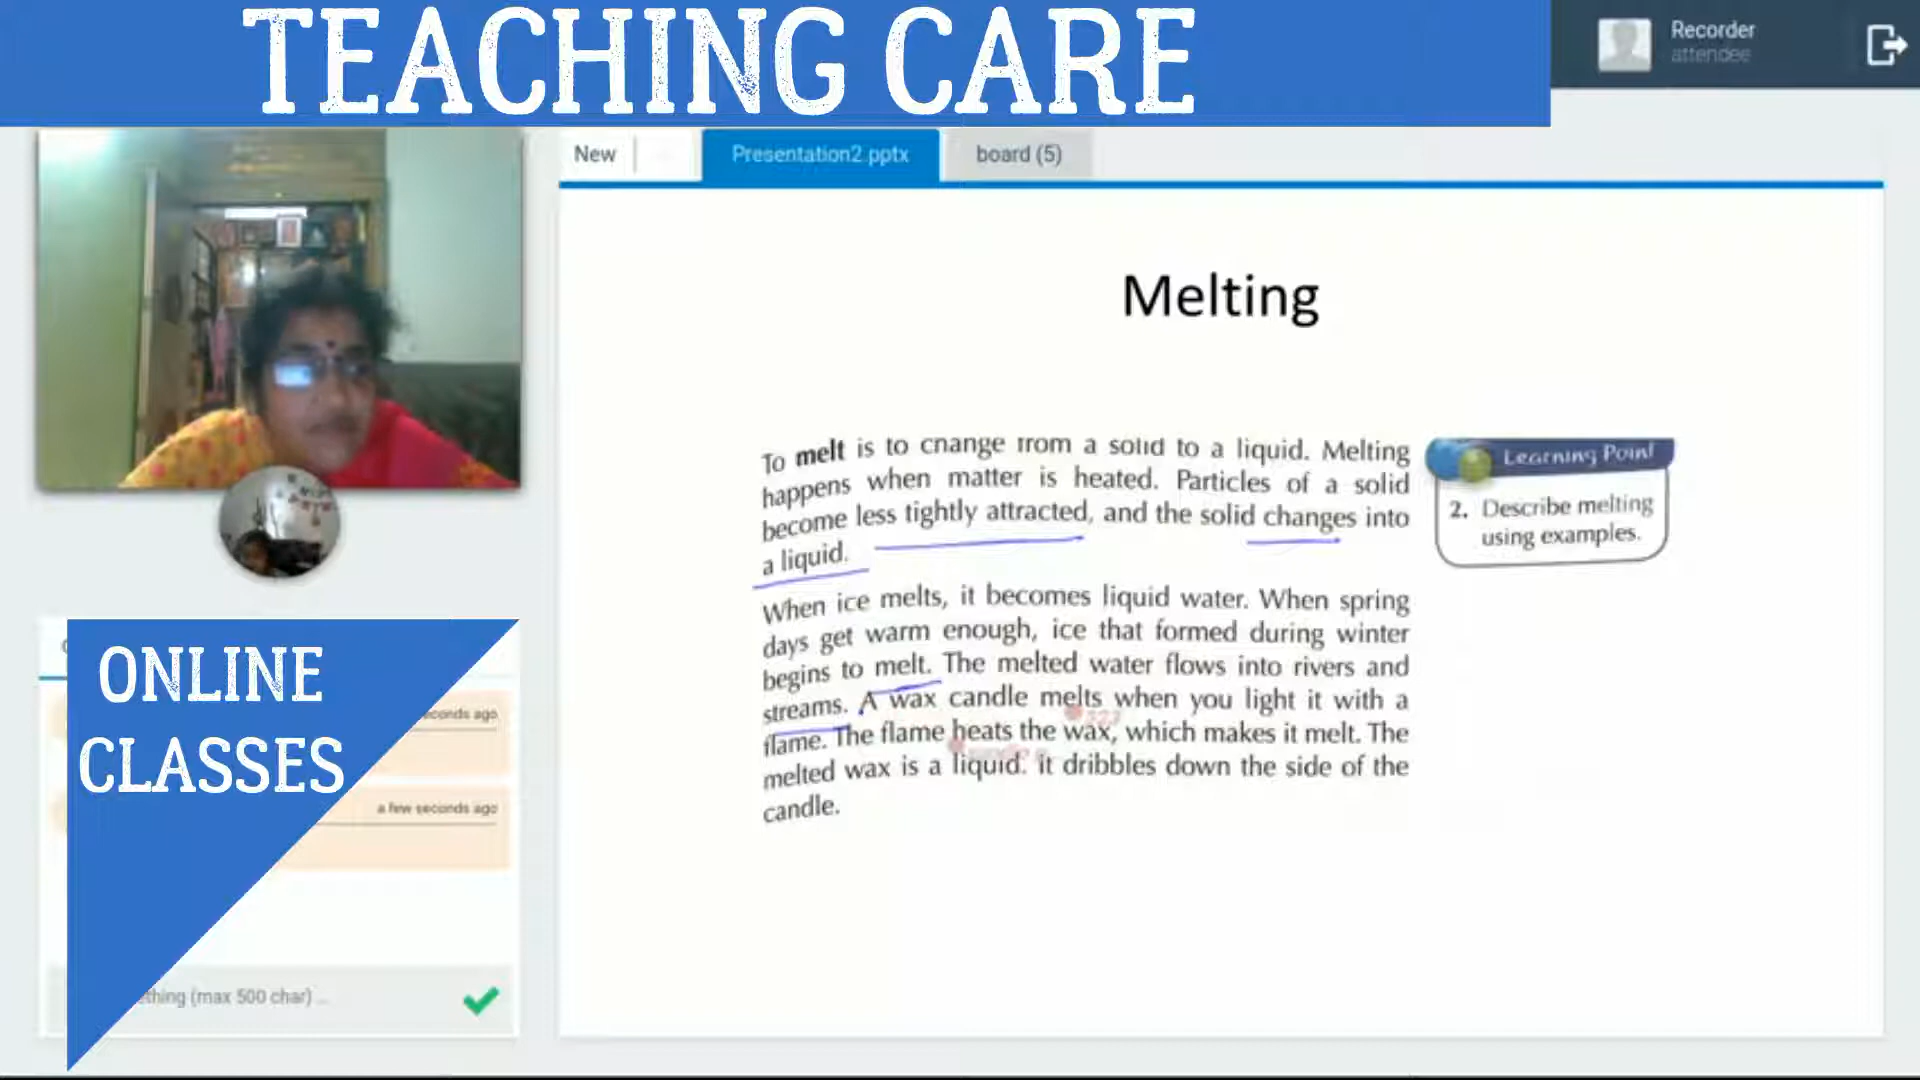 TEACHING CARE
Recorder
attendee
New
Presentation2.pptx
board (5)
Melting
To melt is to change from a solid to a liquid. Melting
happens when matter is heated. Particles of a solid
become less tightly attracted, and the solid changes into
a liquid.
Learning Point
2. Describe melting
using examples.
When ice melts, it becomes liquid water. When spring
days get warm enough, ice that formed during winter
begins to melt. The melted water flows into rivers and
streams. A wax candle melts when you light it with a
flame. The flame heats the wax, which makes it melt. The
melted wax is a liquid. It dribbles down the side of the
candle.
ONLINE
CLASSES
seconds ago
a few seconds ago
(max 500 char) ...